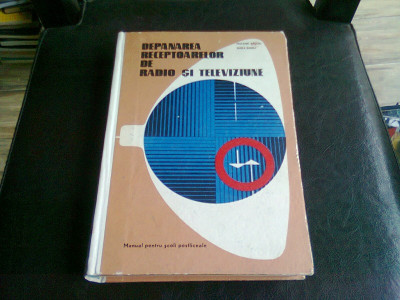 DEPANAREA
RECEPTOARELOR
DE
RADIO ȘI TELEVIZIUNE
Manual pentru școli postliceale